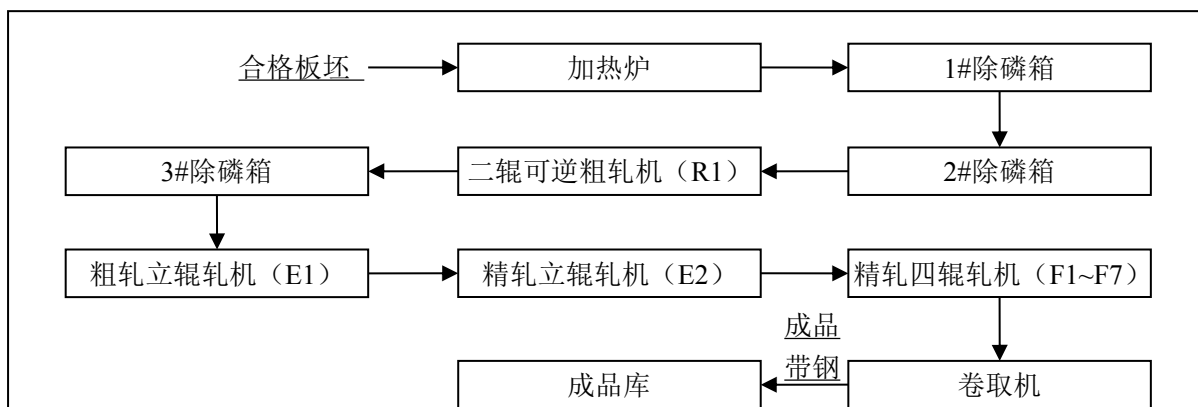 合格板坯
加热炉
1#除磷箱
3#除磷箱
二辊可逆粗轧机（R1）
2#除磷箱
粗轧立辊轧机（E1）
精轧立辊轧机（E2）
精轧四辊轧机（F1~F7）
成品
带钢
成品库
卷取机